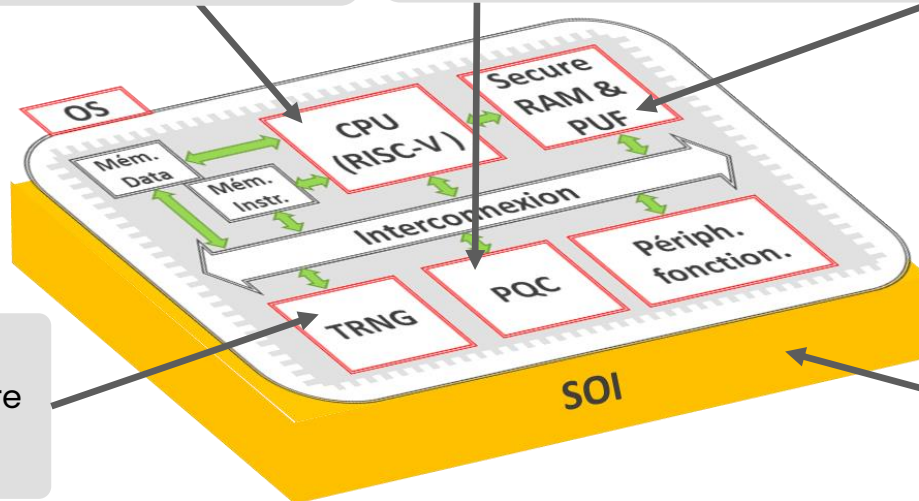 OS
Mém.
Data
Mém.
Instr.
CPU
(RISC-V )
Secure
RAM &
PUF
Interconnexion
TRNG
PQC
Périph.
fonction.
re
SOI